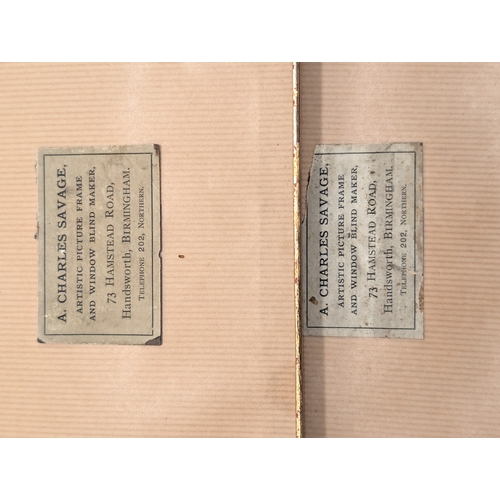 A. CHARLES SAVAGE,
ARTISTIC PICTURE FRAME
AND WINDOW BLIND MAKER,
73 HAMSTEAD ROAD,
Handsworth, BIRMINGHAM.
TELEPHONE 202, NORTHERN.
A. CHARLES SAVAGE,
ARTISTIC PICTURE FRAME
AND WINDOW BLIND MAKER,
73 HAMSTEAD ROAD,
Handsworth, BIRMINGHAM.
TELEPHONE 202, NORTHERN.